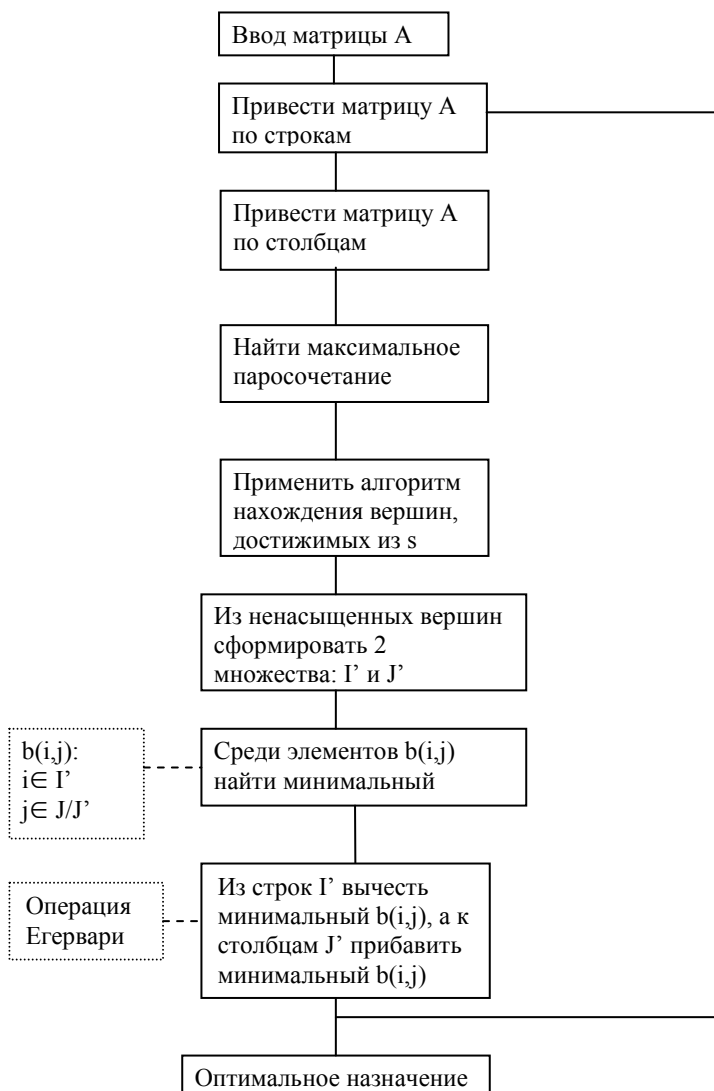 Ввод матрицы А
Привести матрицу А
по строкам
Привести матрицу А
по столбцам
Найти максимальное
паросочетание
Применить алгоритм
нахождения вершин,
достижимых из s
Из ненасыщенных вершин
сформировать 2
множества: I’ и J’
b(i,j):
i∈ I’
j∈ J/J’
Среди элементов b(i,j)
найти минимальный
Операция
Егервари
Из строк I’ вычесть
минимальный b(i,j), а к
столбцам J’ прибавить
минимальный b(i,j)
Оптимальное назначение